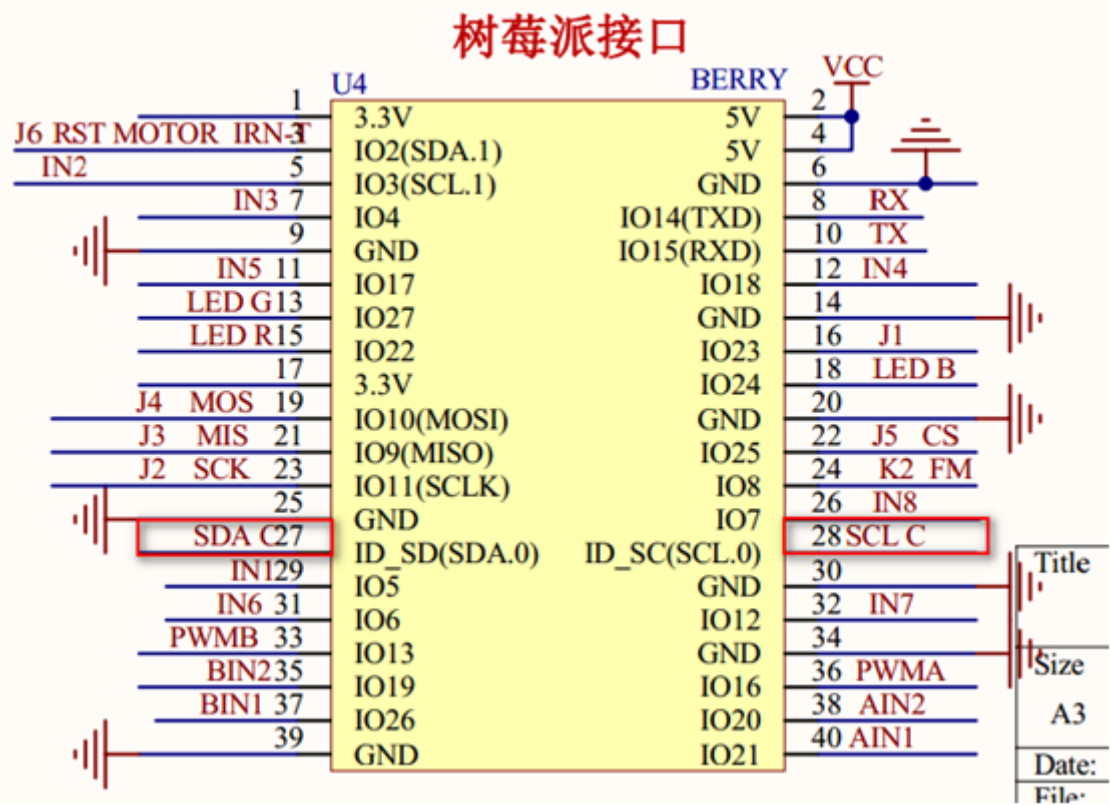 树莓派接口
U4 BERRY VCC
1 3.3V 5V 2
J6 RST MOTOR IRN-T 3 IO2(SDA.1) 5V 4
IN2 5 IO3(SCL.1) GND 6
IN3 7 IO4 IO14(TXD) 8 RX
9 GND IO15(RXD) 10 TX
IN5 11 IO17 IO18 12 IN4
LED G 13 IO27 GND 14
LED R 15 IO22 IO23 16 J1
17 3.3V IO24 18 LED B
J4 MOS 19 IO10(MOSI) GND 20
J3 MIS 21 IO9(MISO) IO25 22 J5 CS
J2 SCK 23 IO11(SCLK) IO8 24 K2 FM
25 GND IO7 26 IN8
SDA C 27 ID_SD(SDA.0) ID_SC(SCL.0) 28 SCL C
IN1 29 IO5 GND 30
IN6 31 IO6 IO12 32 IN7
PWMB 33 IO13 GND 34
BIN2 35 IO19 IO16 36 PWMA
BIN1 37 IO26 IO20 38 AIN2
39 GND IO21 40 AIN1
Title
Size
A3
Date:
File: